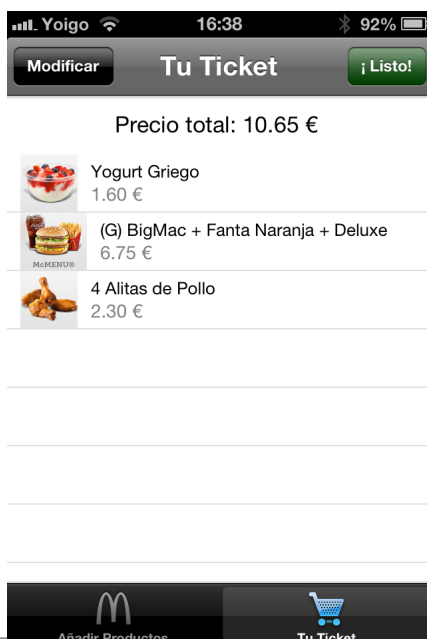 Yoigo 16:38 92%
Modificar Tu Ticket ¡ Listo!
Precio total: 10.65 €
Yogurt Griego
1.60 €
(G) BigMac + Fanta Naranja + Deluxe
6.75 €
McMENU®
4 Alitas de Pollo
2.30 €
Añadir Productos Tu Ticket